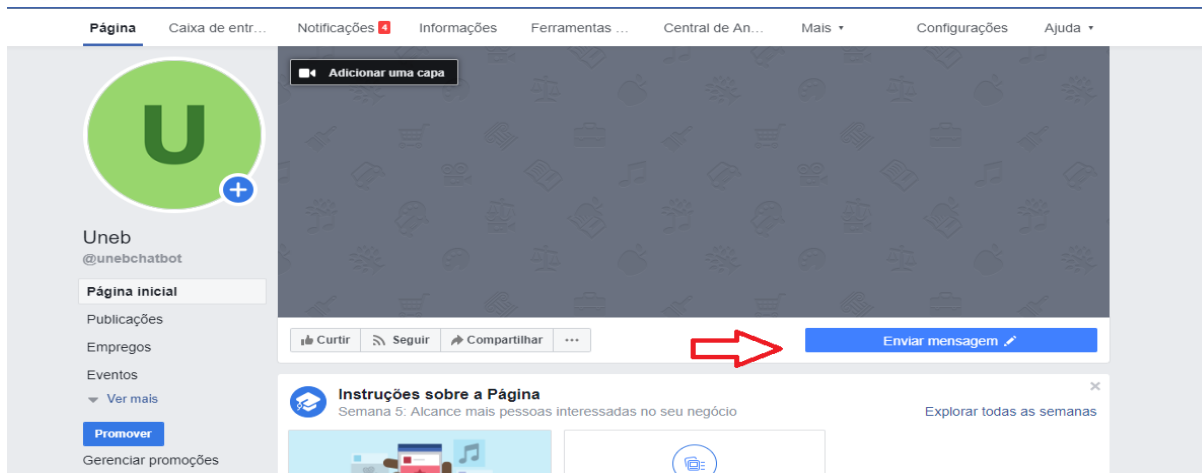 Página Caixa de entr... Notificações 4 Informações Ferramentas ... Central de An... Mais Configurações Ajuda
Adicionar uma capa
U
Uneb
@unebchatbot
Página inicial
Publicações
Empregos
Eventos
Ver mais
Promover
Gerenciar promoções
Curtir Seguir Compartilhar ... Enviar mensagem
Instruções sobre a Página
Semana 5: Alcance mais pessoas interessadas no seu negócio Explorar todas as semanas